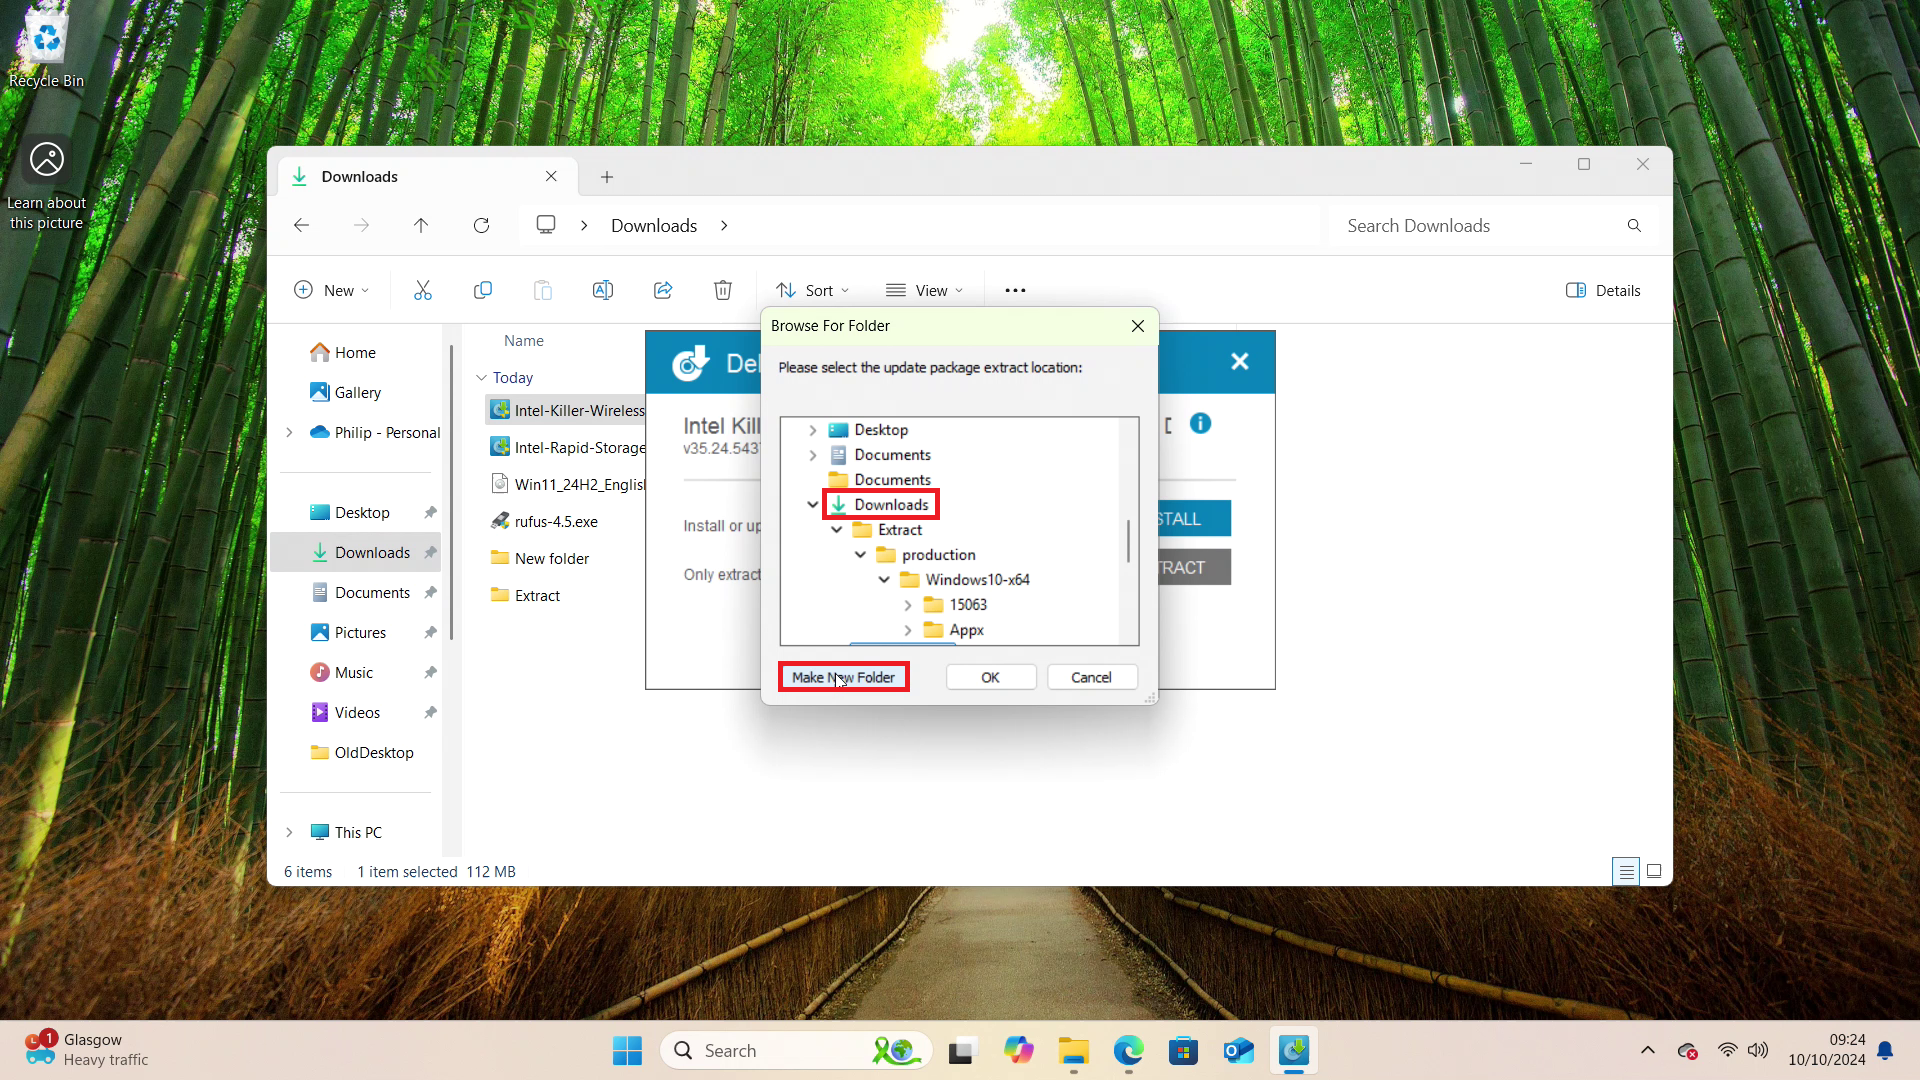 Recycle Bin
Learn about
this picture
Downloads
Downloads
Search Downloads
New
Sort
View
Details
Home
Gallery
Philip - Personal
Desktop
Downloads
Documents
Pictures
Music
Videos
OldDesktop
This PC
Name
Today
Intel-Killer-Wireless
Intel-Rapid-Storage
Win11_24H2_English
rufus-4.5.exe
New folder
Extract
Del
Intel Kill
v35.24.543
Install or up
Only extract
STALL
TRACT
Browse For Folder
Please select the update package extract location:
Desktop
Documents
Documents
Downloads
Extract
production
Windows10-x64
15063
Appx
Make New Folder
OK
Cancel
6 items
1 item selected 112 MB
1
Glasgow
Heavy traffic
Search
09:24
10/10/2024